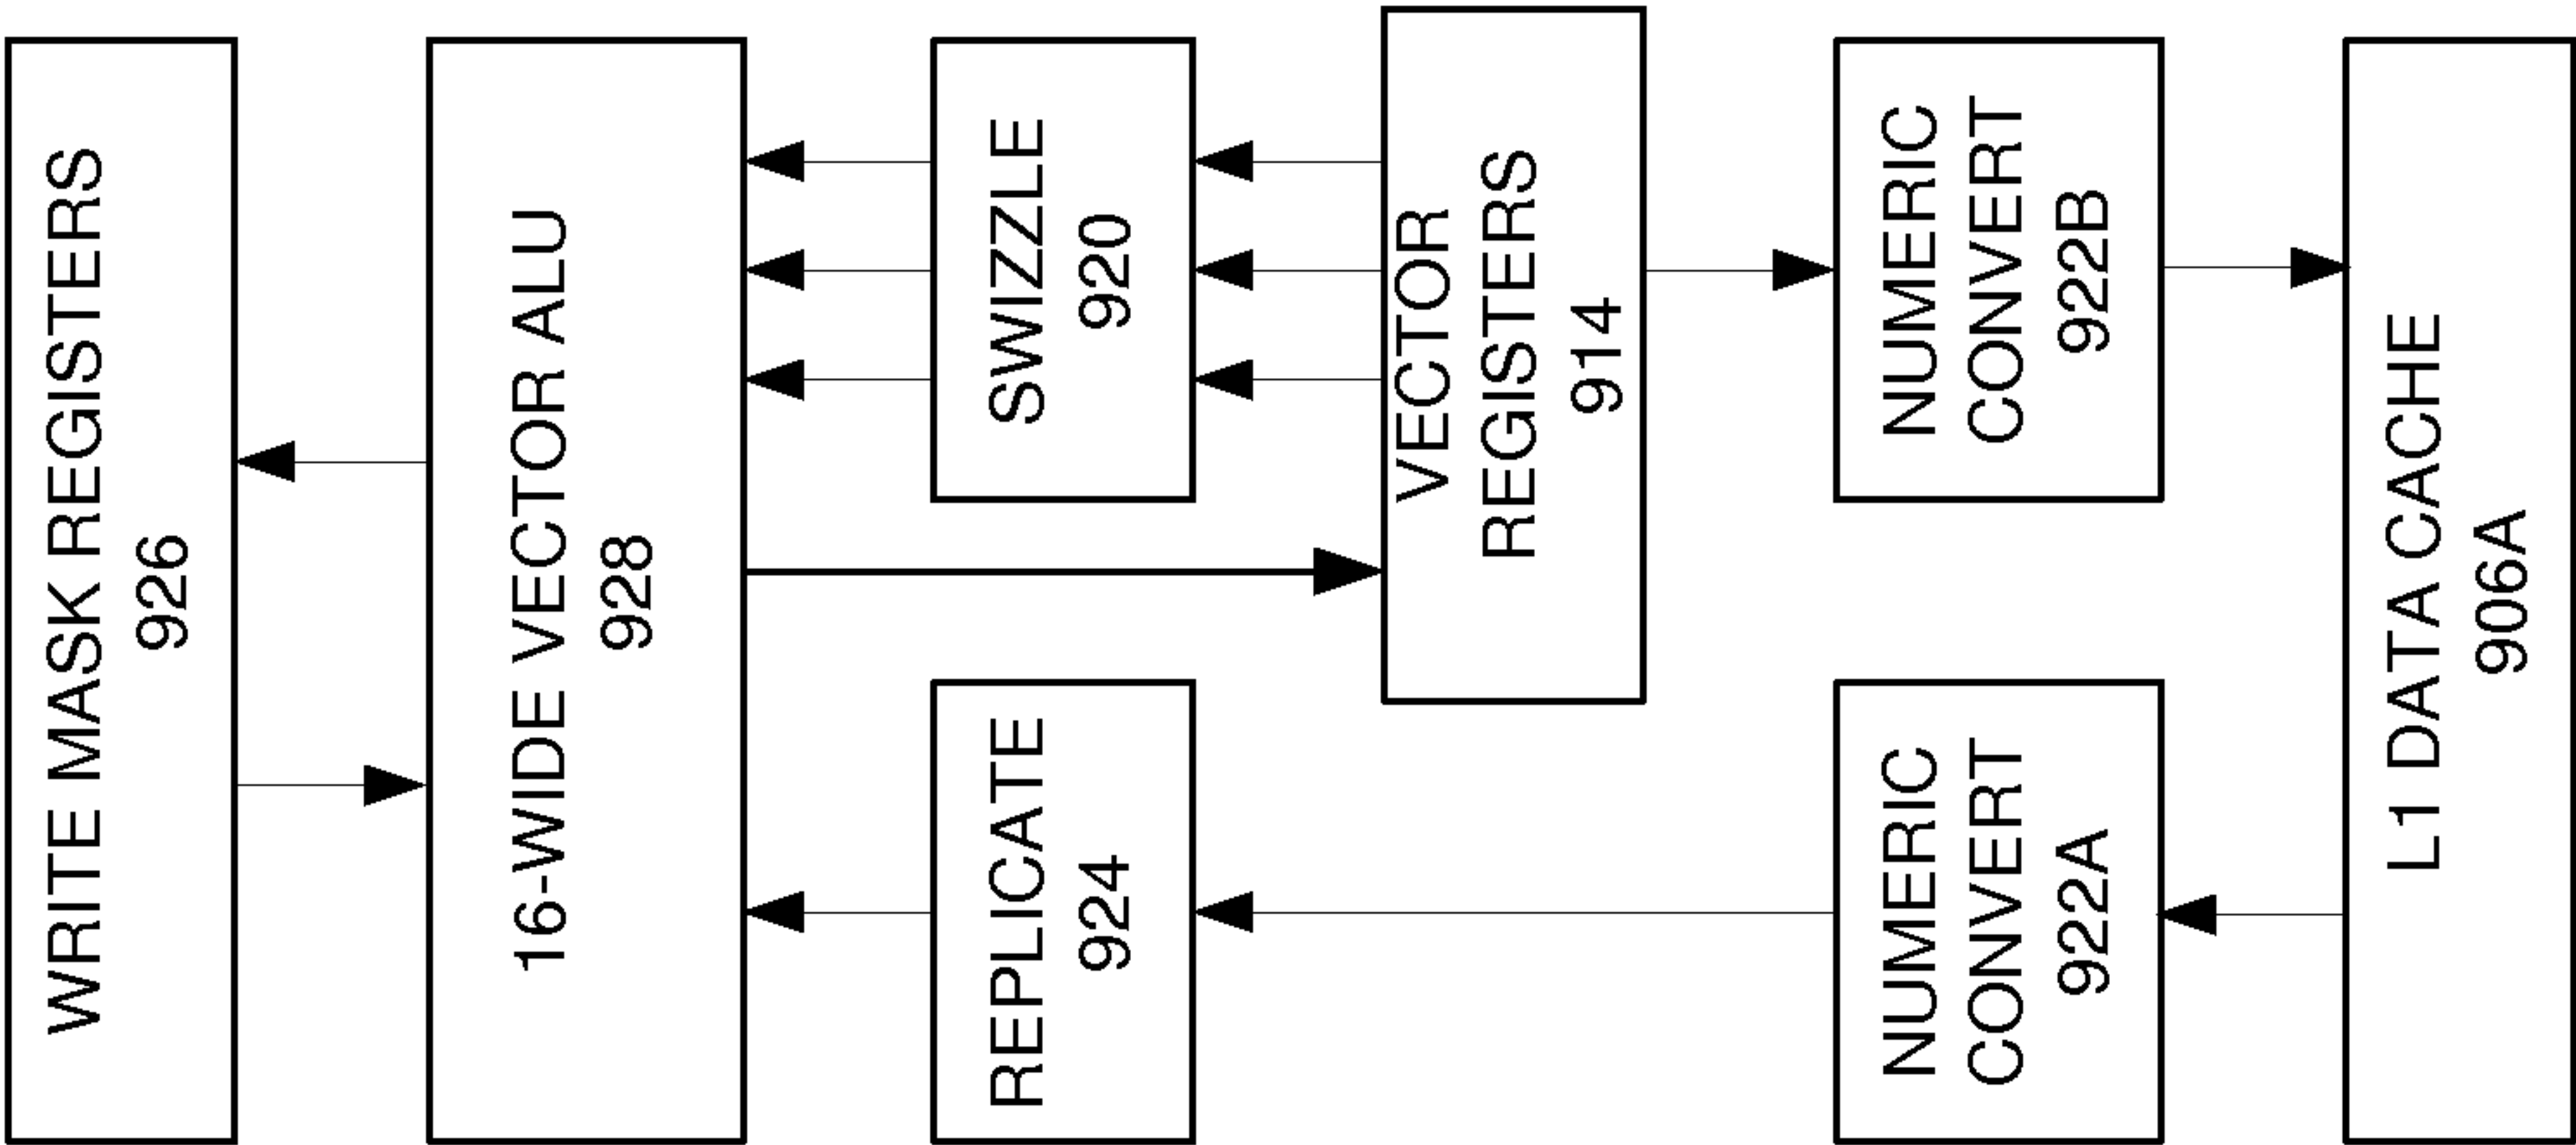 WRITE MASK REGISTERS
926
16-WIDE VECTOR ALU
928
REPLICATE
924
SWIZZLE
920
VECTOR
REGISTERS
914
NUMERIC
CONVERT
922A
NUMERIC
CONVERT
922B
L1 DATA CACHE
906A